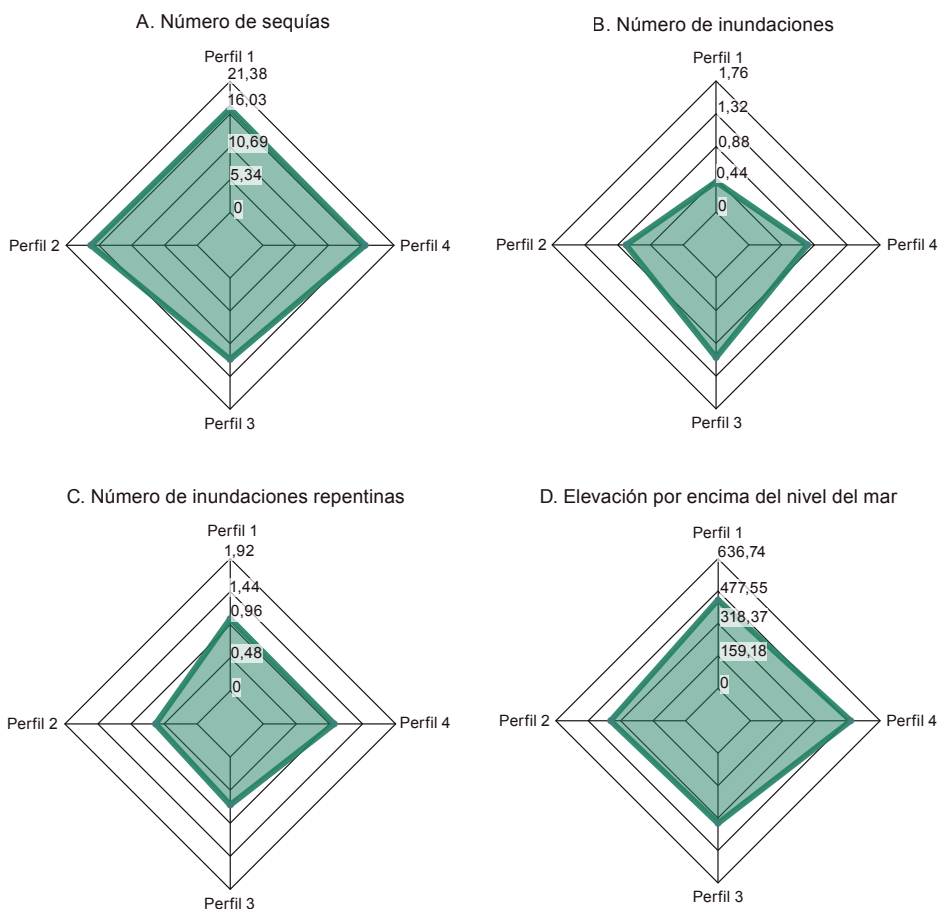 A. Número de sequías
Perfil 1
21,38
16,03
10,69
5,34
0
Perfil 2
Perfil 4
Perfil 3
B. Número de inundaciones
Perfil 1
1,76
1,32
0,88
0,44
0
Perfil 2
Perfil 4
Perfil 3
C. Número de inundaciones repentinas
Perfil 1
1,92
1,44
0,96
0,48
0
Perfil 2
Perfil 4
Perfil 3
D. Elevación por encima del nivel del mar
Perfil 1
636,74
477,55
318,37
159,18
0
Perfil 2
Perfil 4
Perfil 3